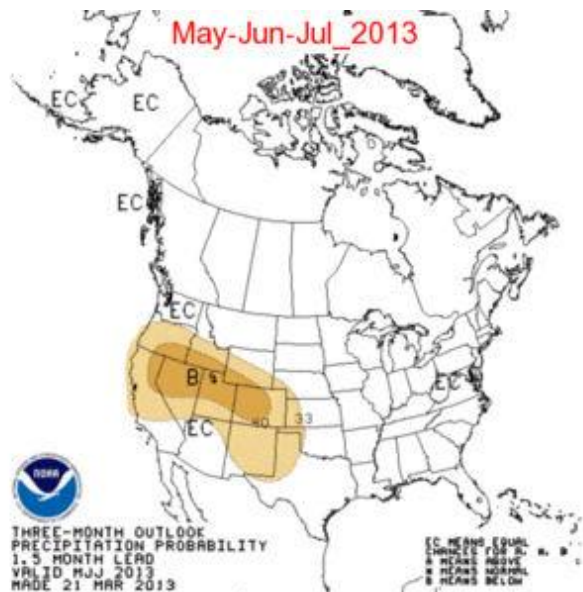 May-Jun-Jul_2013
EC
EC
EC
EC
B
EC
EC
40
33
NOAA
THREE-MONTH OUTLOOK
PRECIPITATION PROBABILITY
1.5 MONTH LEAD
VALID MJJ 2013
MADE 21 MAR 2013
EC MEANS EQUAL
CHANCES FOR A, N, B
A MEANS ABOVE
N MEANS NORMAL
B MEANS BELOW